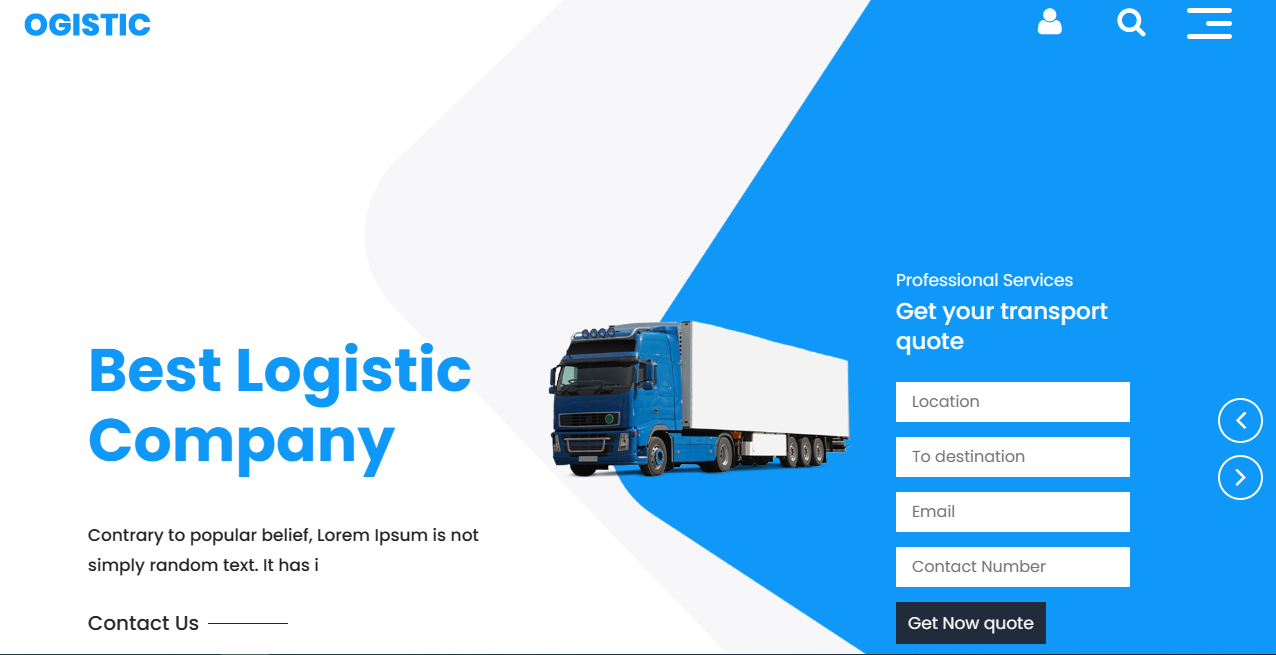 OGISTIC
Best Logistic
Company
Contrary to popular belief, Lorem Ipsum is not
simply random text. It has i
Contact Us
Professional Services
Get your transport
quote
Location
To destination
Email
Contact Number
Get Now quote